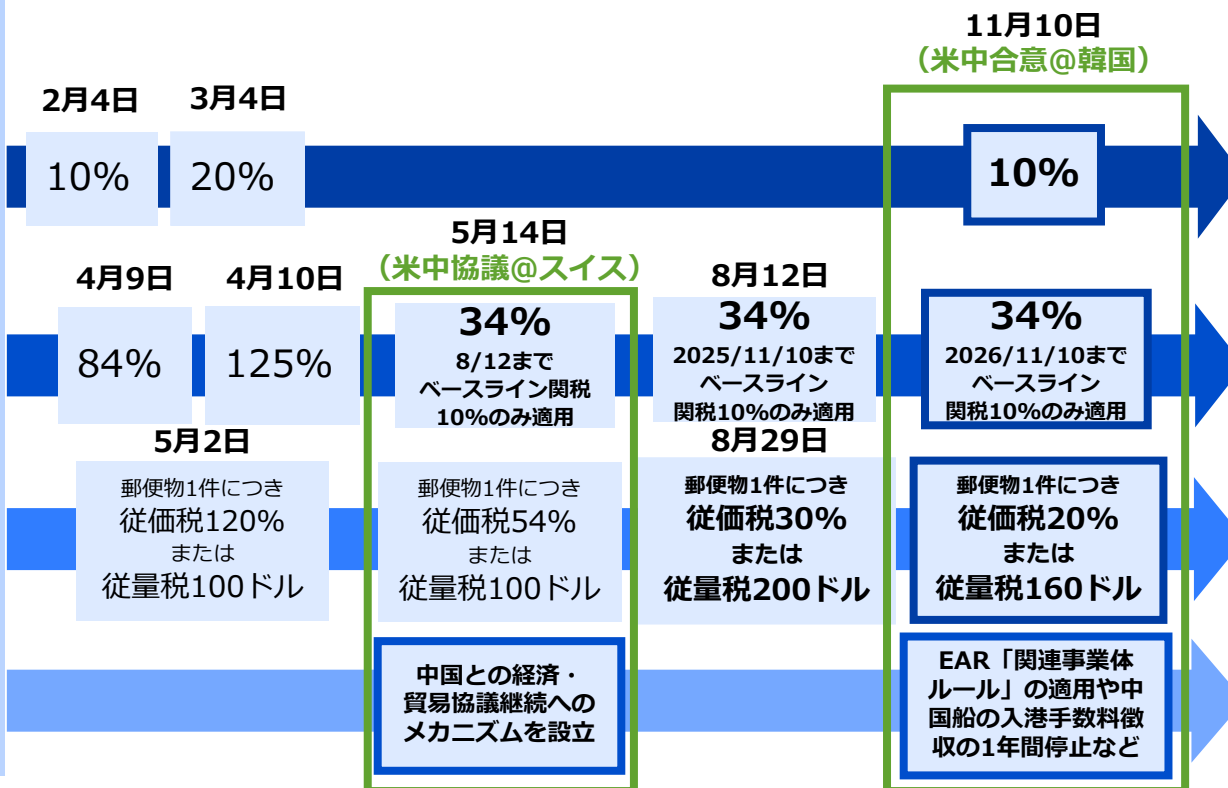 11月10日
（米中合意@韓国）
2月4日
3月4日
10%
20%
10%
5月14日
（米中協議@スイス）
4月9日
4月10日
8月12日
84%
125%
34%
8/12まで
ベースライン関税
10%のみ適用
34%
2025/11/10まで
ベースライン
関税10%のみ適用
34%
2026/11/10まで
ベースライン
関税10%のみ適用
5月2日
8月29日
郵便物1件につき
従価税120%
または
従量税100ドル
郵便物1件につき
従価税54%
または
従量税100ドル
郵便物1件につき
従価税30%
または
従量税200ドル
郵便物1件につき
従価税20%
または
従量税160ドル
中国との経済・
貿易協議継続への
メカニズムを設立
EAR「関連事業体
ルール」の適用や中
国船の入港手数料徴
収の1年間停止など